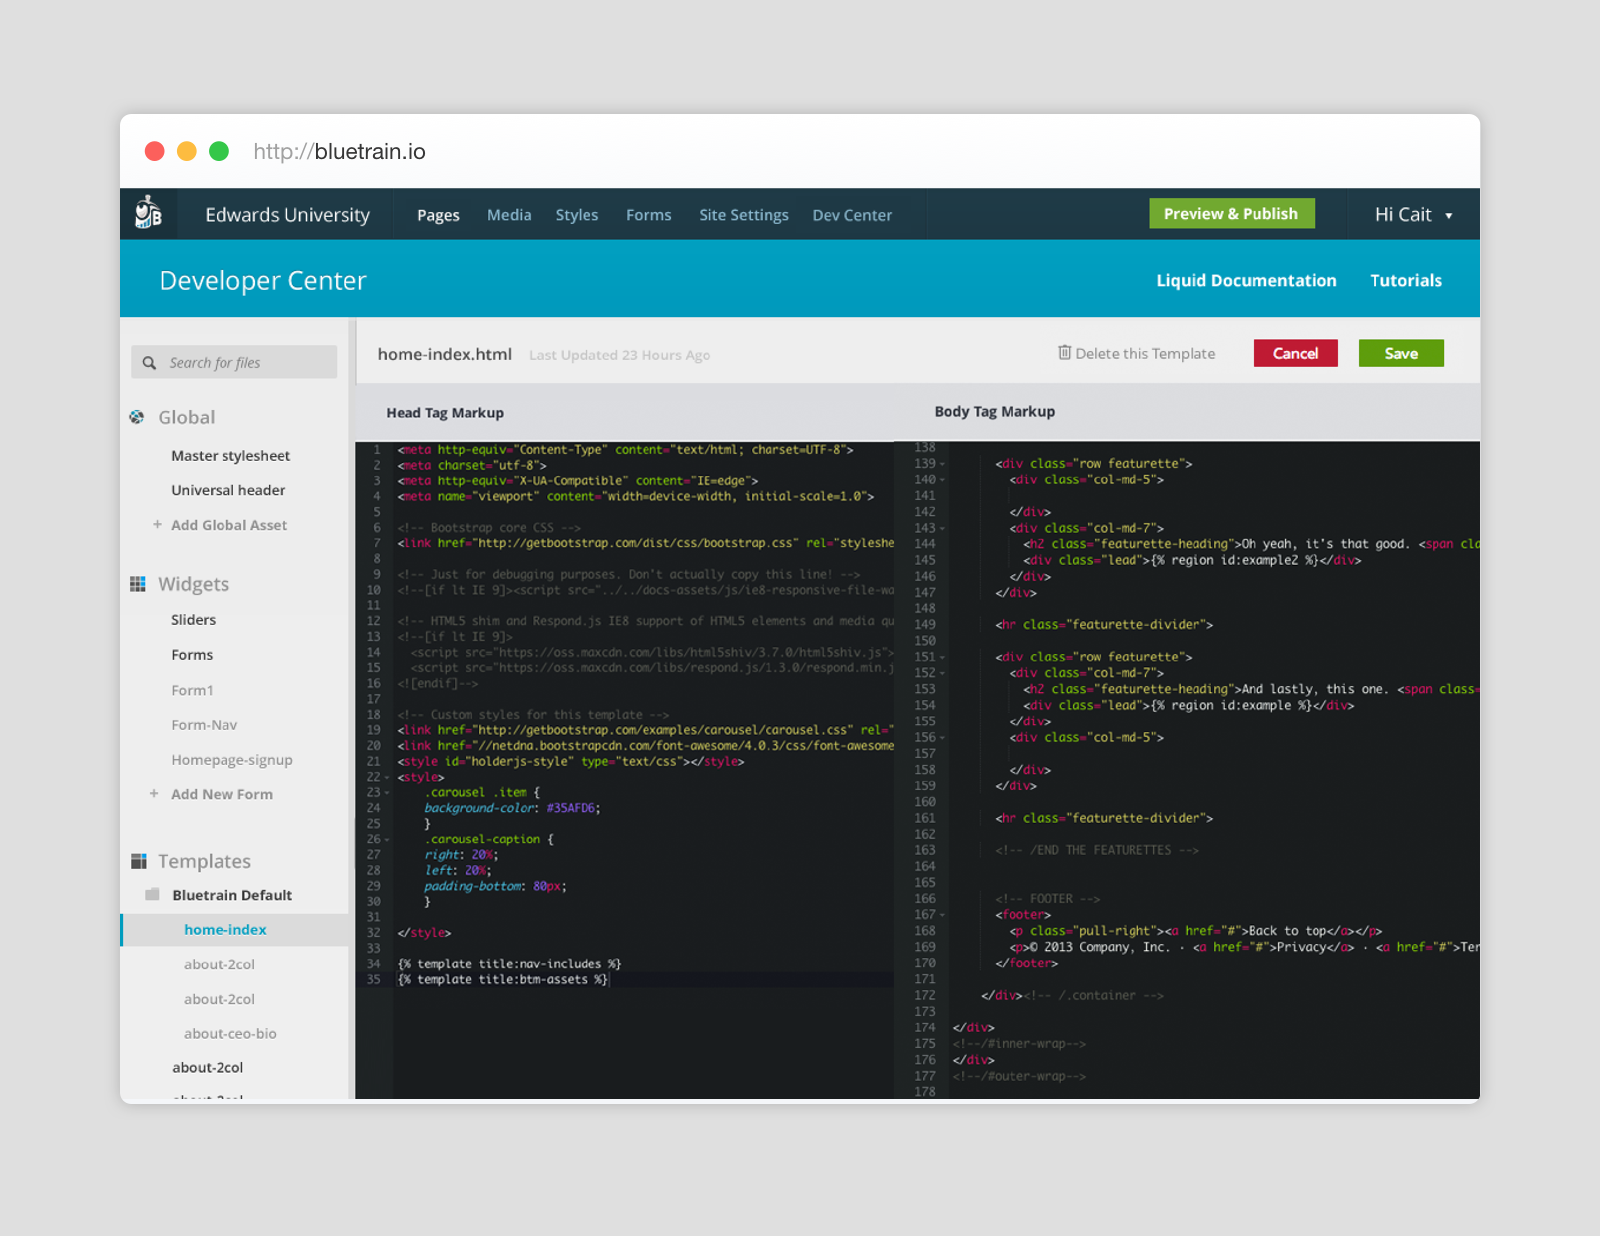 http://bluetrain.io
Edwards University
Pages
Media
Styles
Forms
Site Settings
Dev Center
Preview & Publish
Hi Cait
Developer Center
Liquid Documentation
Tutorials
Search for files
Global
Master stylesheet
Universal header
+ Add Global Asset
Widgets
Sliders
Forms
Form1
Form-Nav
Homepage-signup
+ Add New Form
Templates
Bluetrain Default
home-index
about-2col
about-2col
about-ceo-bio
about-2col
home-index.html
Last Updated 23 Hours Ago
Delete this Template
Cancel
Save
Head Tag Markup
1 <meta http-equiv="Content-Type" content="text/html; charset=UTF-8">
2 <meta charset="utf-8">
3 <meta http-equiv="X-UA-Compatible" content="IE=edge">
4 <meta name="viewport" content="width=device-width, initial-scale=1.0">
5
6 <!-- Bootstrap core CSS -->
7 <link href="http://getbootstrap.com/dist/css/bootstrap.css" rel="styleshe
8
9 <!-- Just for debugging purposes. Don't actually copy this line! -->
10 <!--[if lt IE 9]><script src="../../docs-assets/js/ie8-responsive-file-wa
11
12 <!-- HTML5 shim and Respond.js IE8 support of HTML5 elements and media qu
13 <!--[if lt IE 9]>
14 <script src="https://oss.maxcdn.com/libs/html5shiv/3.7.0/html5shiv.js">
15 <script src="https://oss.maxcdn.com/libs/respond.js/1.3.0/respond.min.j
16 <![endif]-->
17
18 <!-- Custom styles for this template -->
19 <link href="http://getbootstrap.com/examples/carousel/carousel.css" rel="
20 <link href="//netdna.bootstrapcdn.com/font-awesome/4.0.3/css/font-awesome
21 <style id="holderjs-style" type="text/css"></style>
22 <style>
23 .carousel .item {
24 background-color: #35AFD6;
25 }
26 .carousel-caption {
27 right: 20%;
28 left: 20%;
29 padding-bottom: 80px;
30 }
31
32 </style>
33
34 {% template title:nav-includes %}
35 {% template title:btm-assets %}
Body Tag Markup
138
139 <div class="row featurette">
140 <div class="col-md-5">
141
142 </div>
143 <div class="col-md-7">
144 <h2 class="featurette-heading">Oh yeah, it's that good. <span cla
145 <div class="lead">{% region id:example2 %}</div>
146 </div>
147 </div>
148
149 <hr class="featurette-divider">
150
151 <div class="row featurette">
152 <div class="col-md-7">
153 <h2 class="featurette-heading">And lastly, this one. <span class=
154 <div class="lead">{% region id:example %}</div>
155 </div>
156 <div class="col-md-5">
157
158 </div>
159 </div>
160
161 <hr class="featurette-divider">
162
163 <!-- /END THE FEATURETTES -->
164
165
166 <!-- FOOTER -->
167 <footer>
168 <p class="pull-right"><a href="#">Back to top</a></p>
169 <p>© 2013 Company, Inc. · <a href="#">Privacy</a> · <a href="#">Ter
170 </footer>
171
172 </div><!-- /.container -->
173
174 </div>
175 <!--/#inner-wrap-->
176 </div>
177 <!--/#outer-wrap-->
178